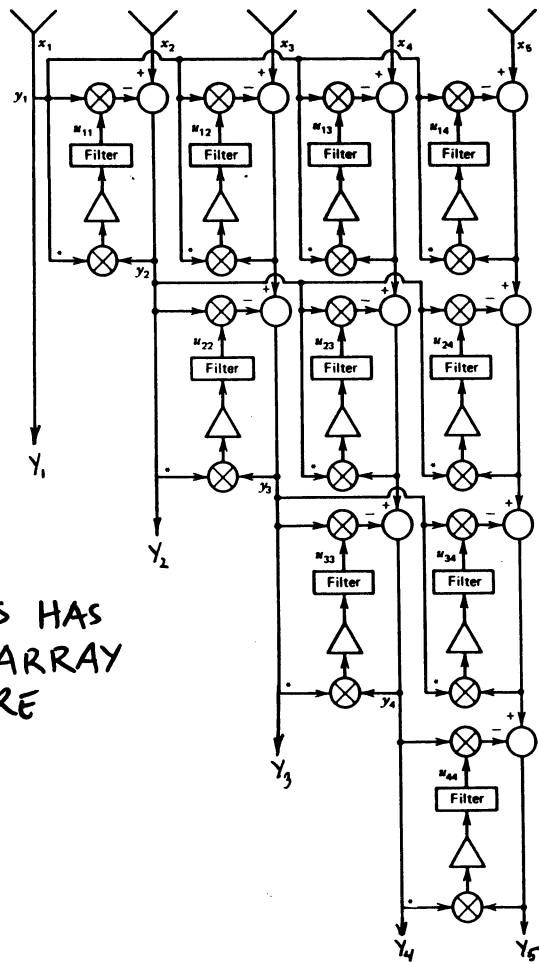 x1 x2 x3 x4 x5
y1
+ + + +
− − − −
u11 u12 u13 u14
Filter Filter Filter Filter
* * * *
y2
+ + +
− − −
u22 u23 u24
Filter Filter Filter
Y1
* * *
y3
Y2
+ +
− −
u33 u34
Filter Filter
S HAS
ARRAY
RE
* *
y4
+
−
Y3
u44
Filter
*
Y4 Y5